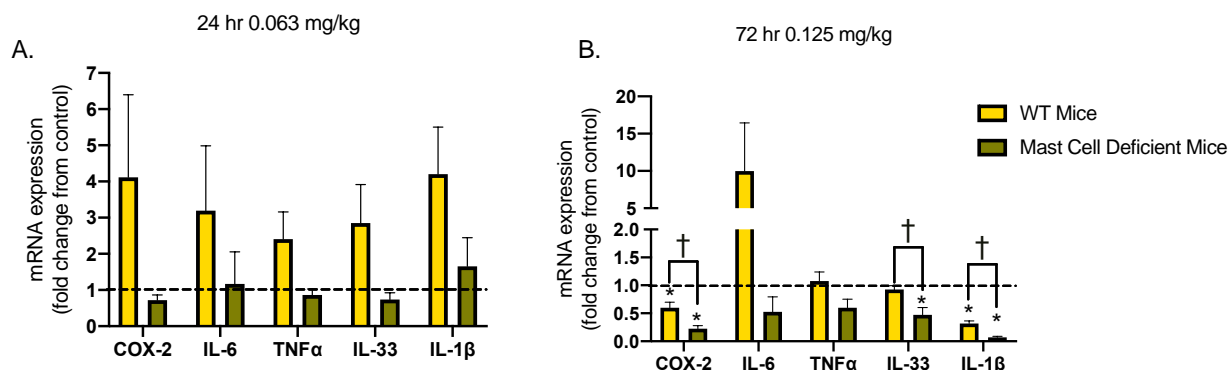 24 hr 0.063 mg/kg
A.
mRNA expression
(fold change from control)
7
6
5
4
3
2
1
0
COX-2 IL-6 TNFα IL-33 IL-1β
72 hr 0.125 mg/kg
B.
mRNA expression
(fold change from control)
20
15
10
5
2.0
1.5
1.0
0.5
0.0
† † †
* * * * *
COX-2 IL-6 TNFα IL-33 IL-1β
WT Mice
Mast Cell Deficient Mice